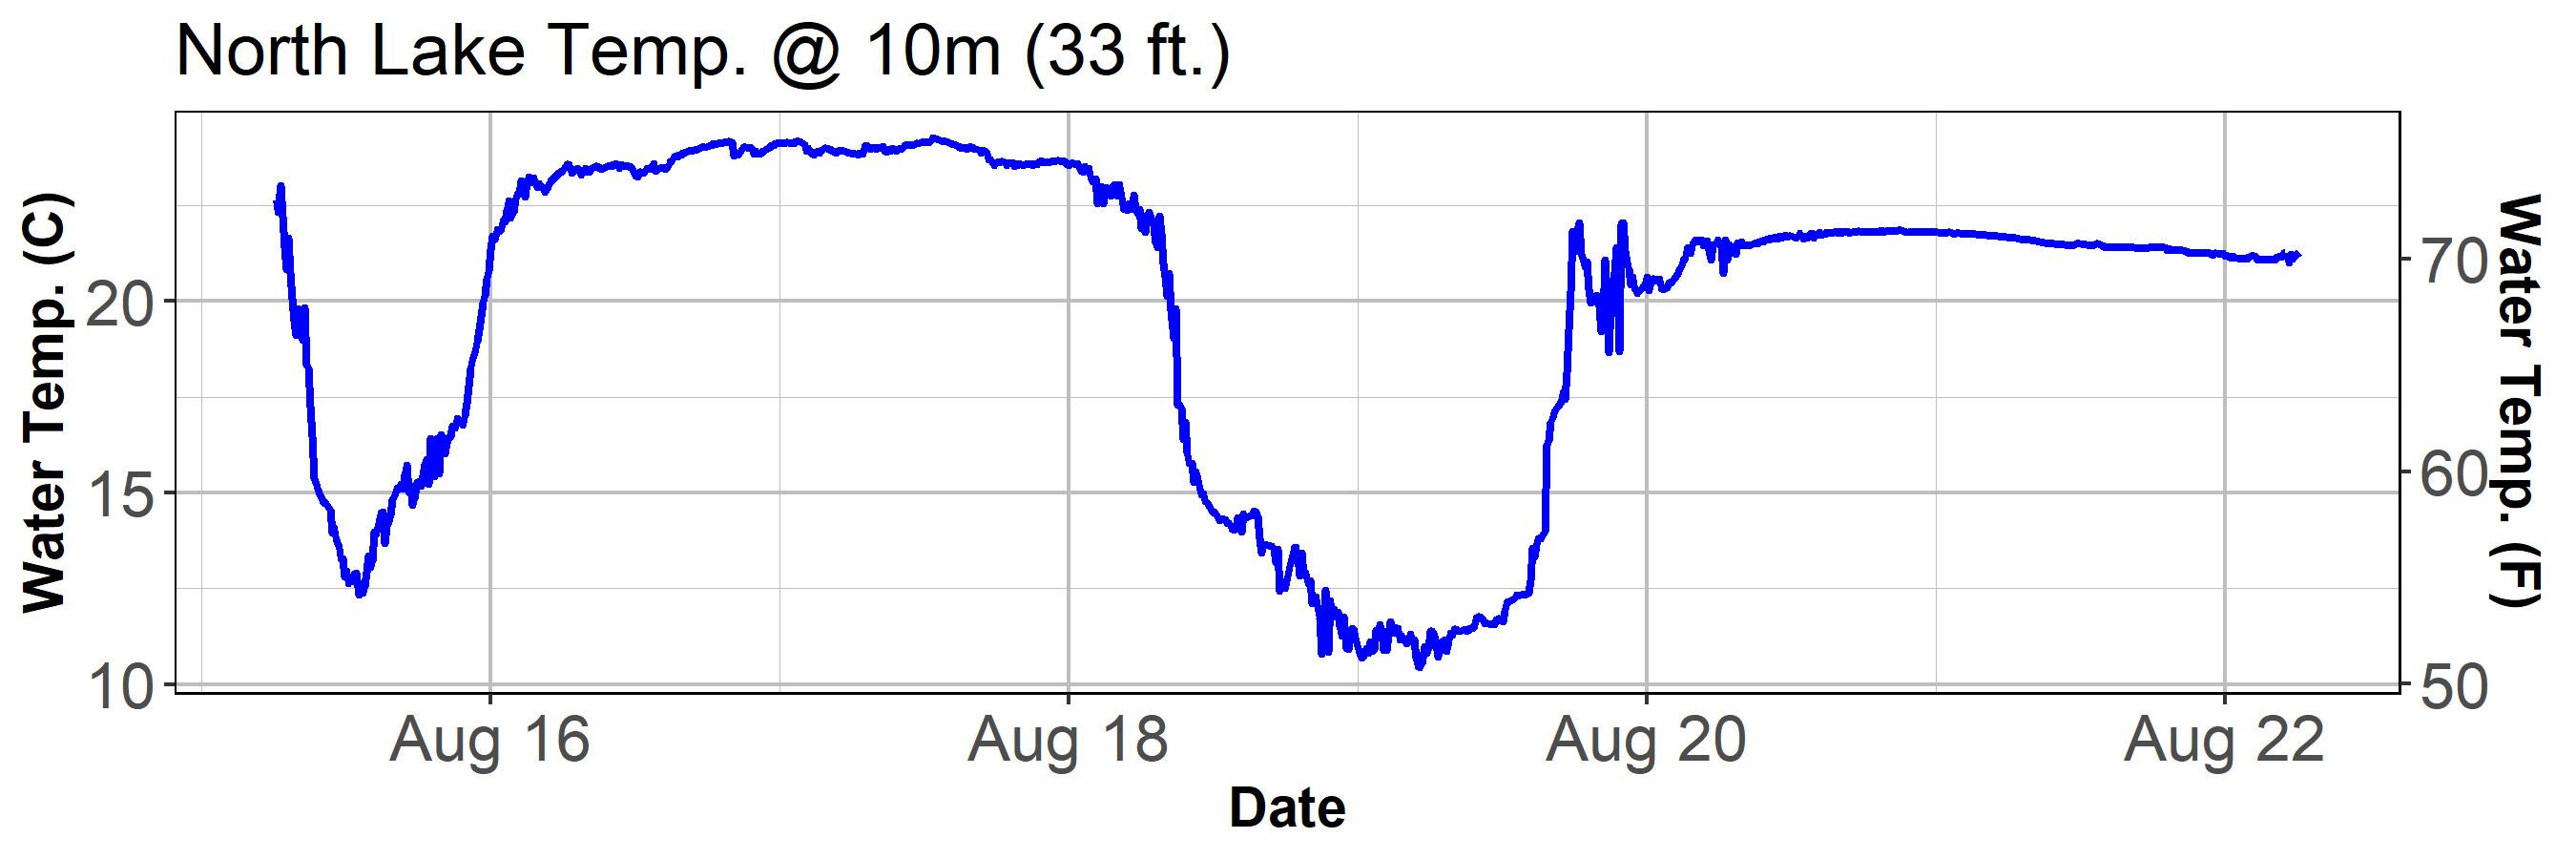 North Lake Temp. @ 10m (33 ft.)
Water Temp. (C)
20
15
10
70
60
50
Water Temp. (F)
Aug 16
Aug 18
Aug 20
Aug 22
Date